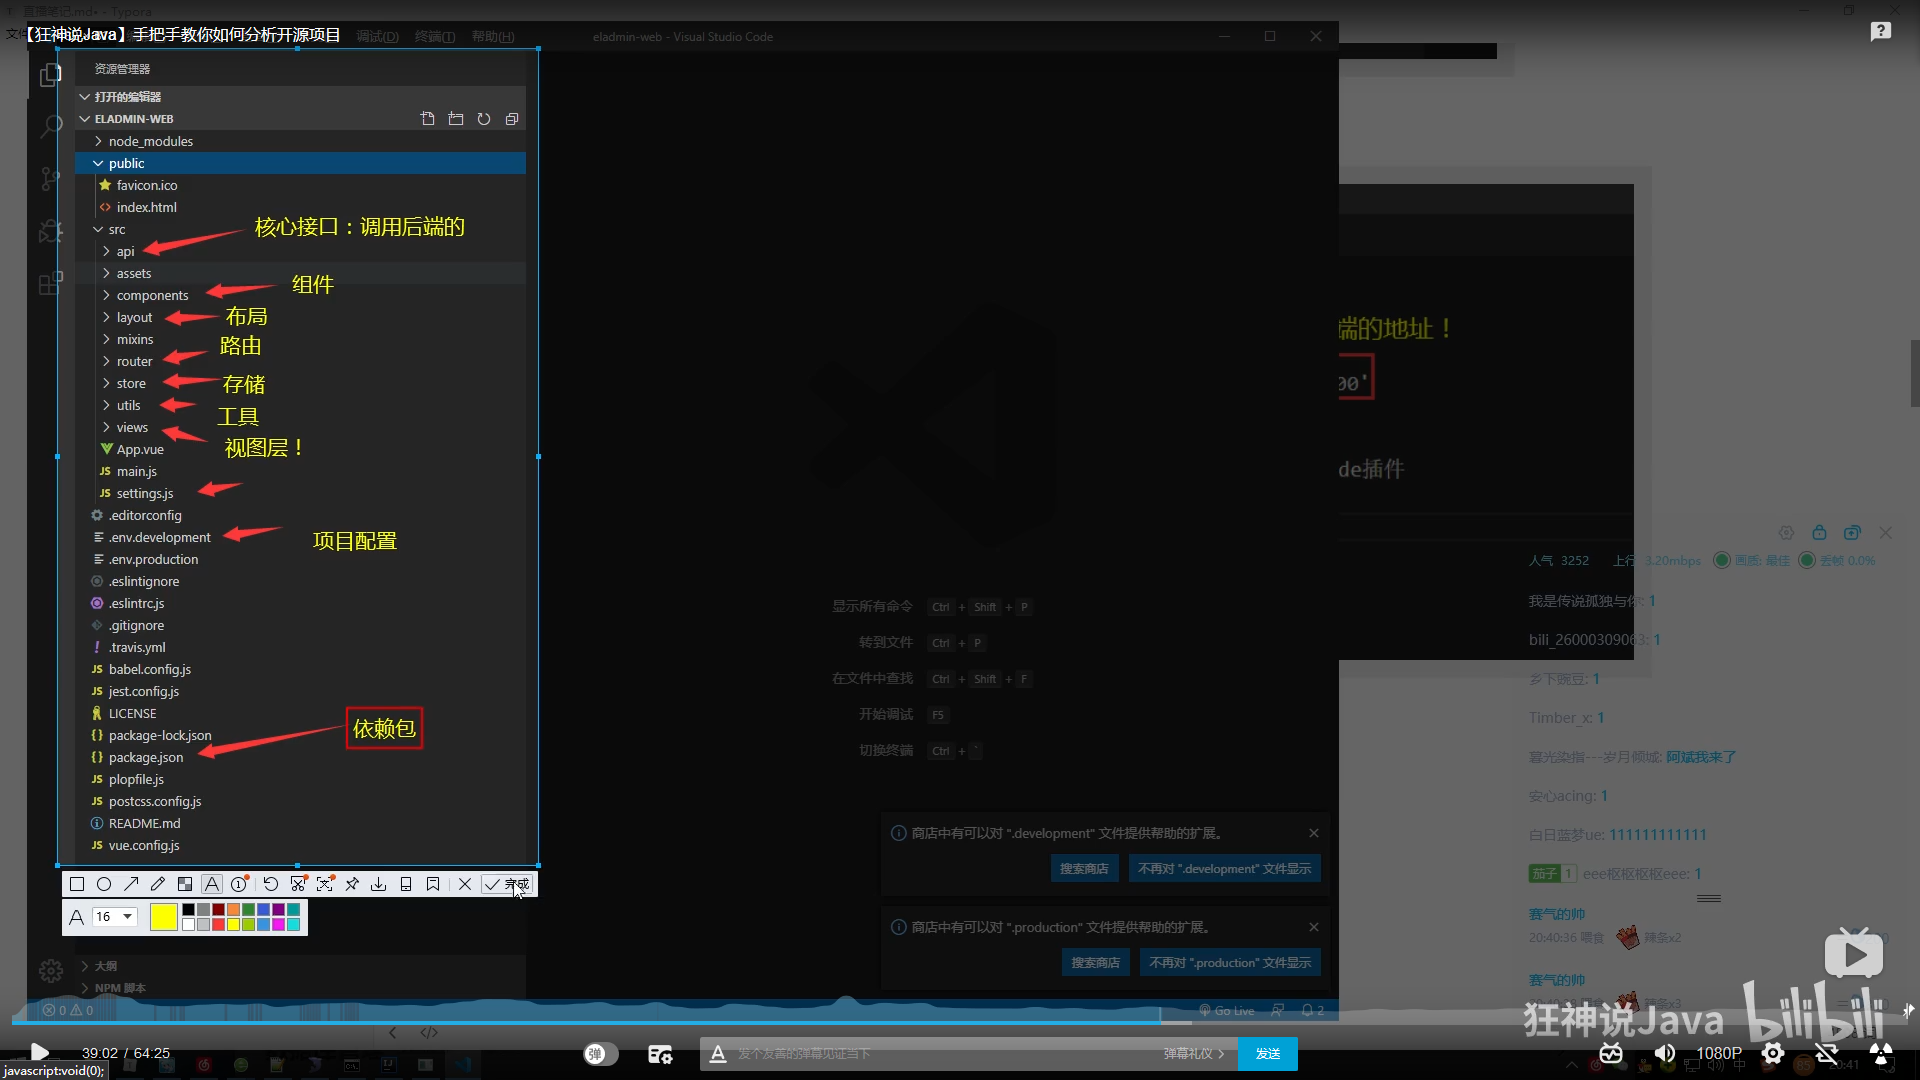 直播笔记.md - Typora
【狂神说Java】手把手教你如何分析开源项目
调试(D) 终端(T) 帮助(H)
eladmin-web - Visual Studio Code
资源管理器
打开的编辑器
ELADMIN-WEB
node_modules
public
favicon.ico
index.html
src
核心接口：调用后端的
api
assets
组件
components
布局
layout
mixins
路由
router
存储
store
工具
utils
视图层！
views
App.vue
main.js
settings.js
.editorconfig
.env.development
项目配置
.env.production
.eslintignore
.eslintrc.js
.gitignore
.travis.yml
babel.config.js
jest.config.js
LICENSE
依赖包
package-lock.json
package.json
plopfile.js
postcss.config.js
README.md
vue.config.js
完成
16
大纲
NPM 脚本
0 0
端的地址！
00'
de插件
显示所有命令 Ctrl + Shift + P
转到文件 Ctrl + P
在文件中查找 Ctrl + Shift + F
开始调试 F5
切换终端 Ctrl + `
商店中有可以对 ".development" 文件提供帮助的扩展。
搜索商店 不再对 ".development" 文件显示
商店中有可以对 ".production" 文件提供帮助的扩展。
搜索商店 不再对 ".production" 文件显示
Go Live 2
人气 3252 上行 3.20mbps 画质: 最佳 丢帧 0.0%
我是传说孤独与你: 1
bili_26000309063: 1
乡下豌豆: 1
Timber_x: 1
墓光染指---岁月倾城: 阿斌我来了
安心acing: 1
白日蓝梦ue: 111111111111
茄子 1 eee枢枢枢枢eee: 1
赛气的帅
20:40:36 喂食 辣条x2
赛气的帅
辣条x3
狂神说Java
bilibili
39:02 / 64:25
弹
发个友善的弹幕见证当下
弹幕礼仪
发送
1080P
20:41
javascript:void(0);